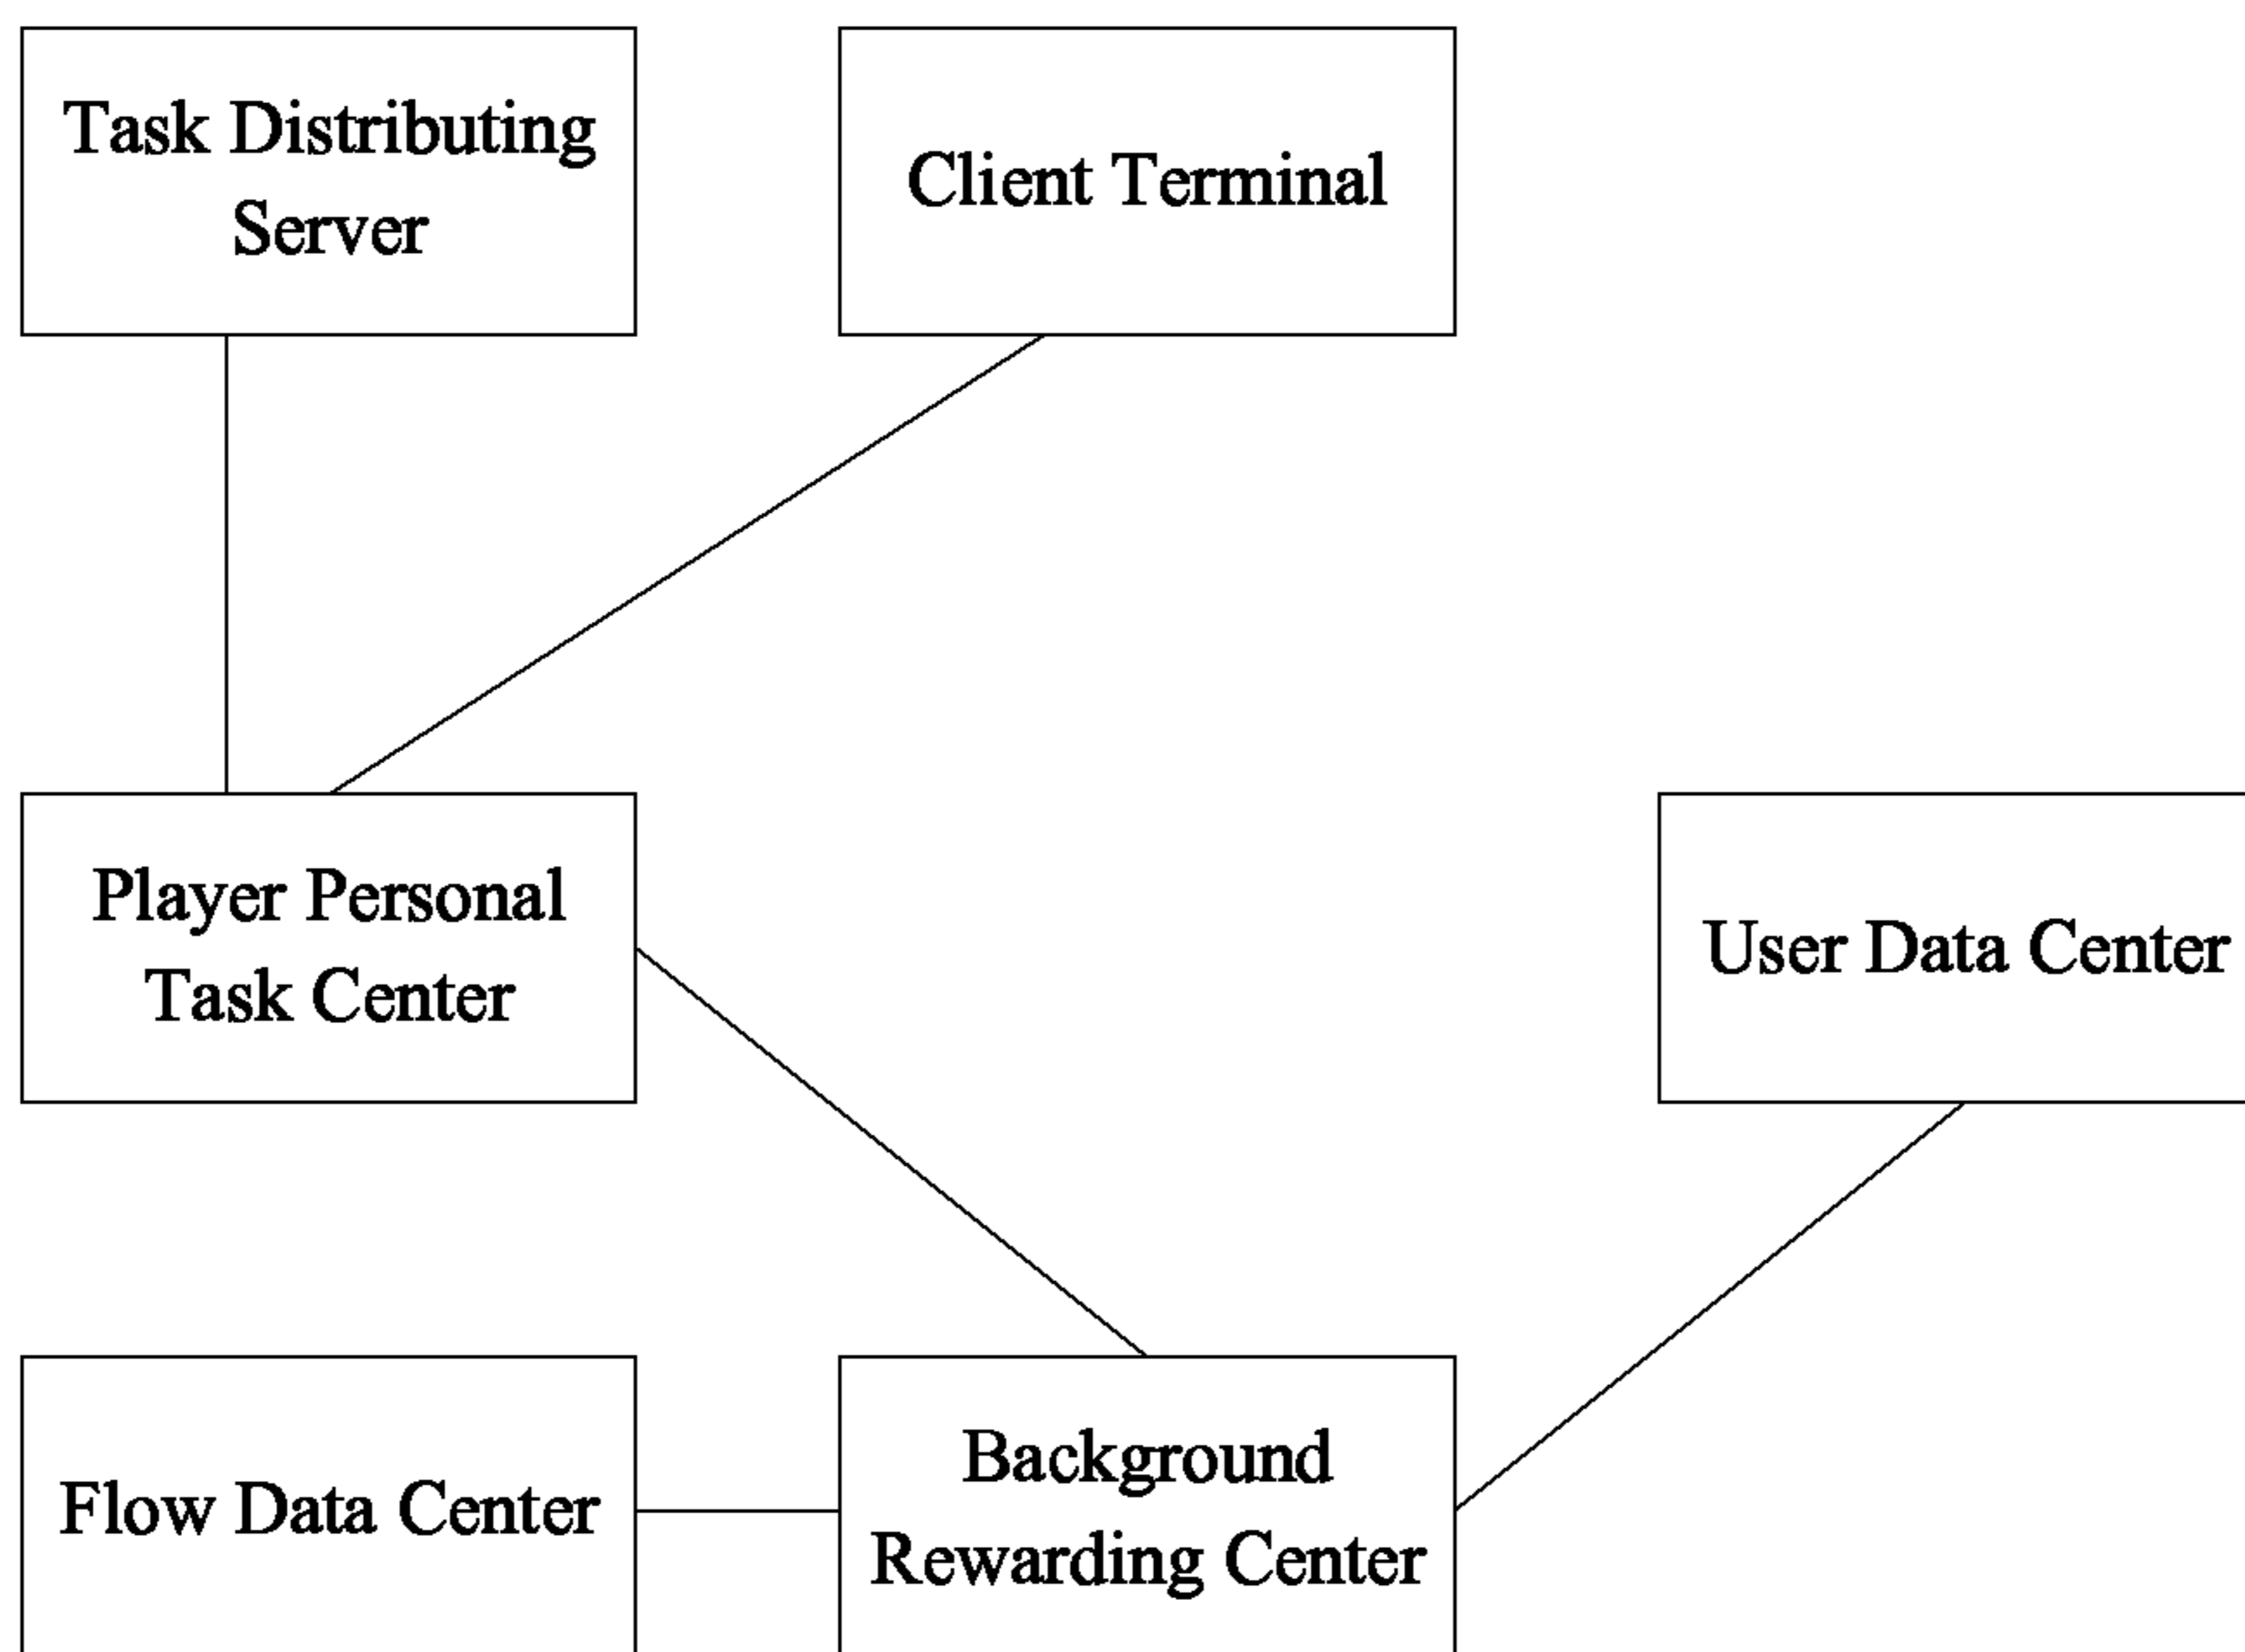 Task Distributing
Server
Client Terminal
Player Personal
Task Center
User Data Center
Flow Data Center
Background
Rewarding Center